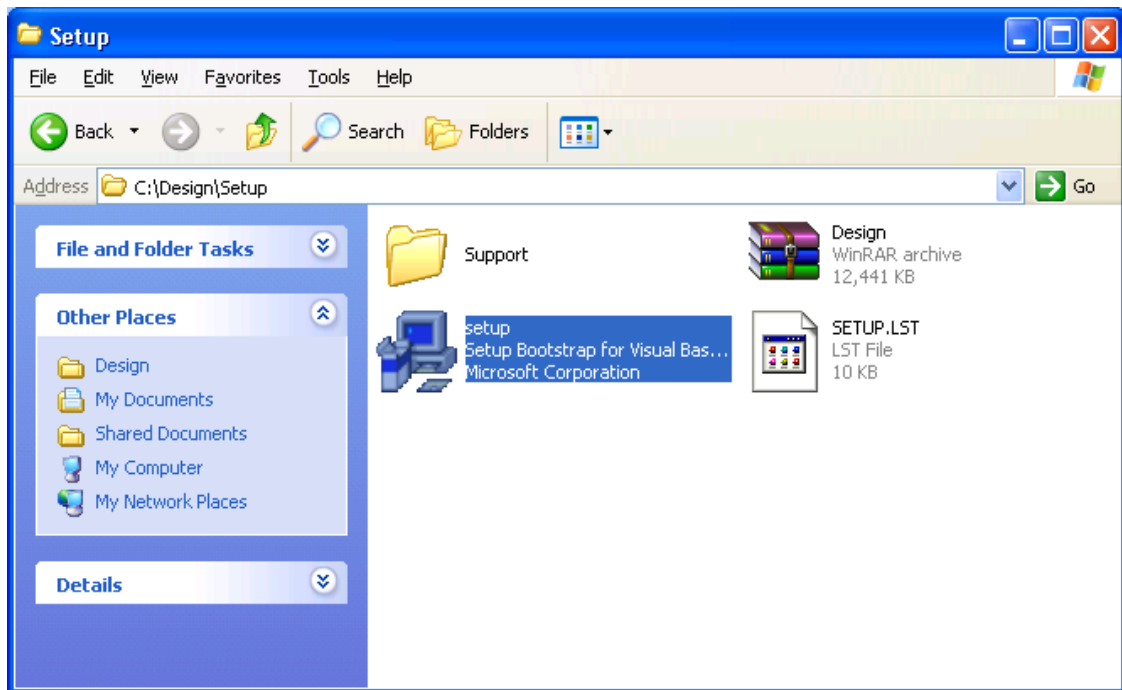 Setup
File Edit View Favorites Tools Help
Back Search Folders
Address C:\Design\Setup Go
File and Folder Tasks
Other Places
Design
My Documents
Shared Documents
My Computer
My Network Places
Details
Support
Design
WinRAR archive
12,441 KB
setup
Setup Bootstrap for Visual Bas...
Microsoft Corporation
SETUP.LST
LST File
10 KB